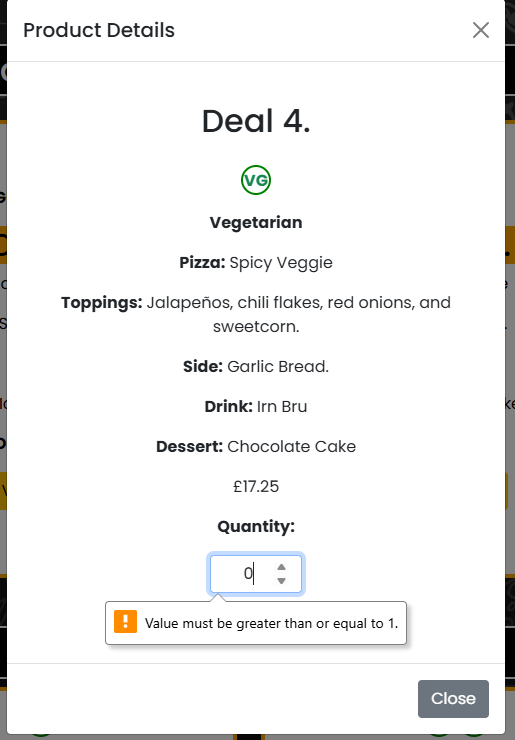 Product Details
Deal 4.
VG
Vegetarian
Pizza: Spicy Veggie
Toppings: Jalapeños, chili flakes, red onions, and
sweetcorn.
Side: Garlic Bread.
Drink: Irn Bru
Dessert: Chocolate Cake
£17.25
Quantity:
0
Value must be greater than or equal to 1.
Close